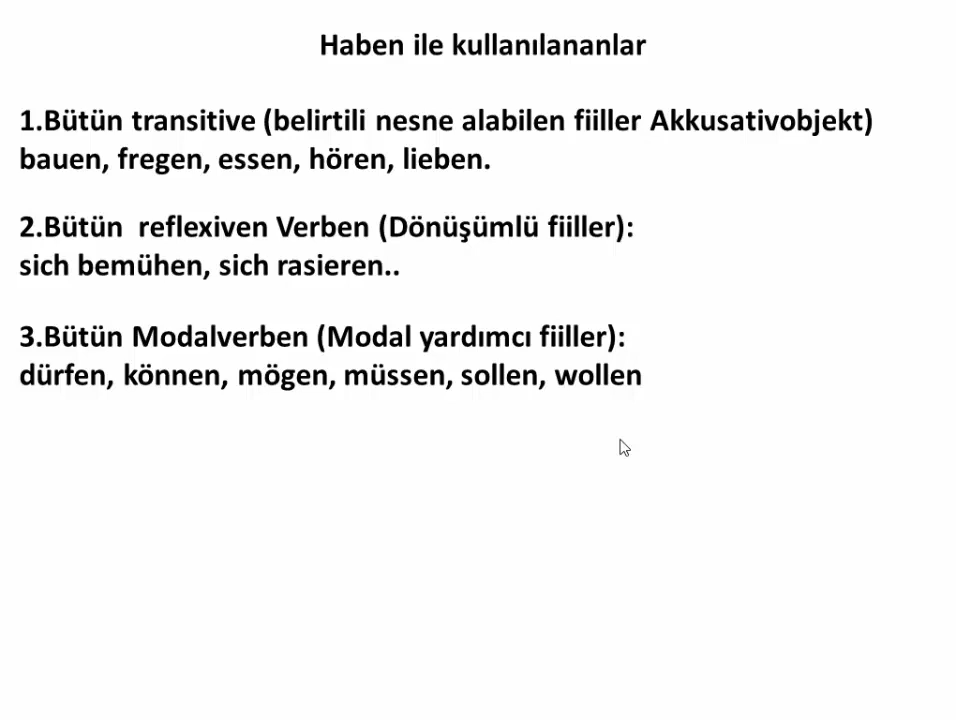 Haben ile kullanılananlar
1.Bütün transitive (belirtili nesne alabilen fiiller Akkusativobjekt)
bauen, fregen, essen, hören, lieben.
2.Bütün  reflexiven Verben (Dönüşümlü fiiller):
sich bemühen, sich rasieren..
3.Bütün Modalverben (Modal yardımcı fiiller):
dürfen, können, mögen, müssen, sollen, wollen